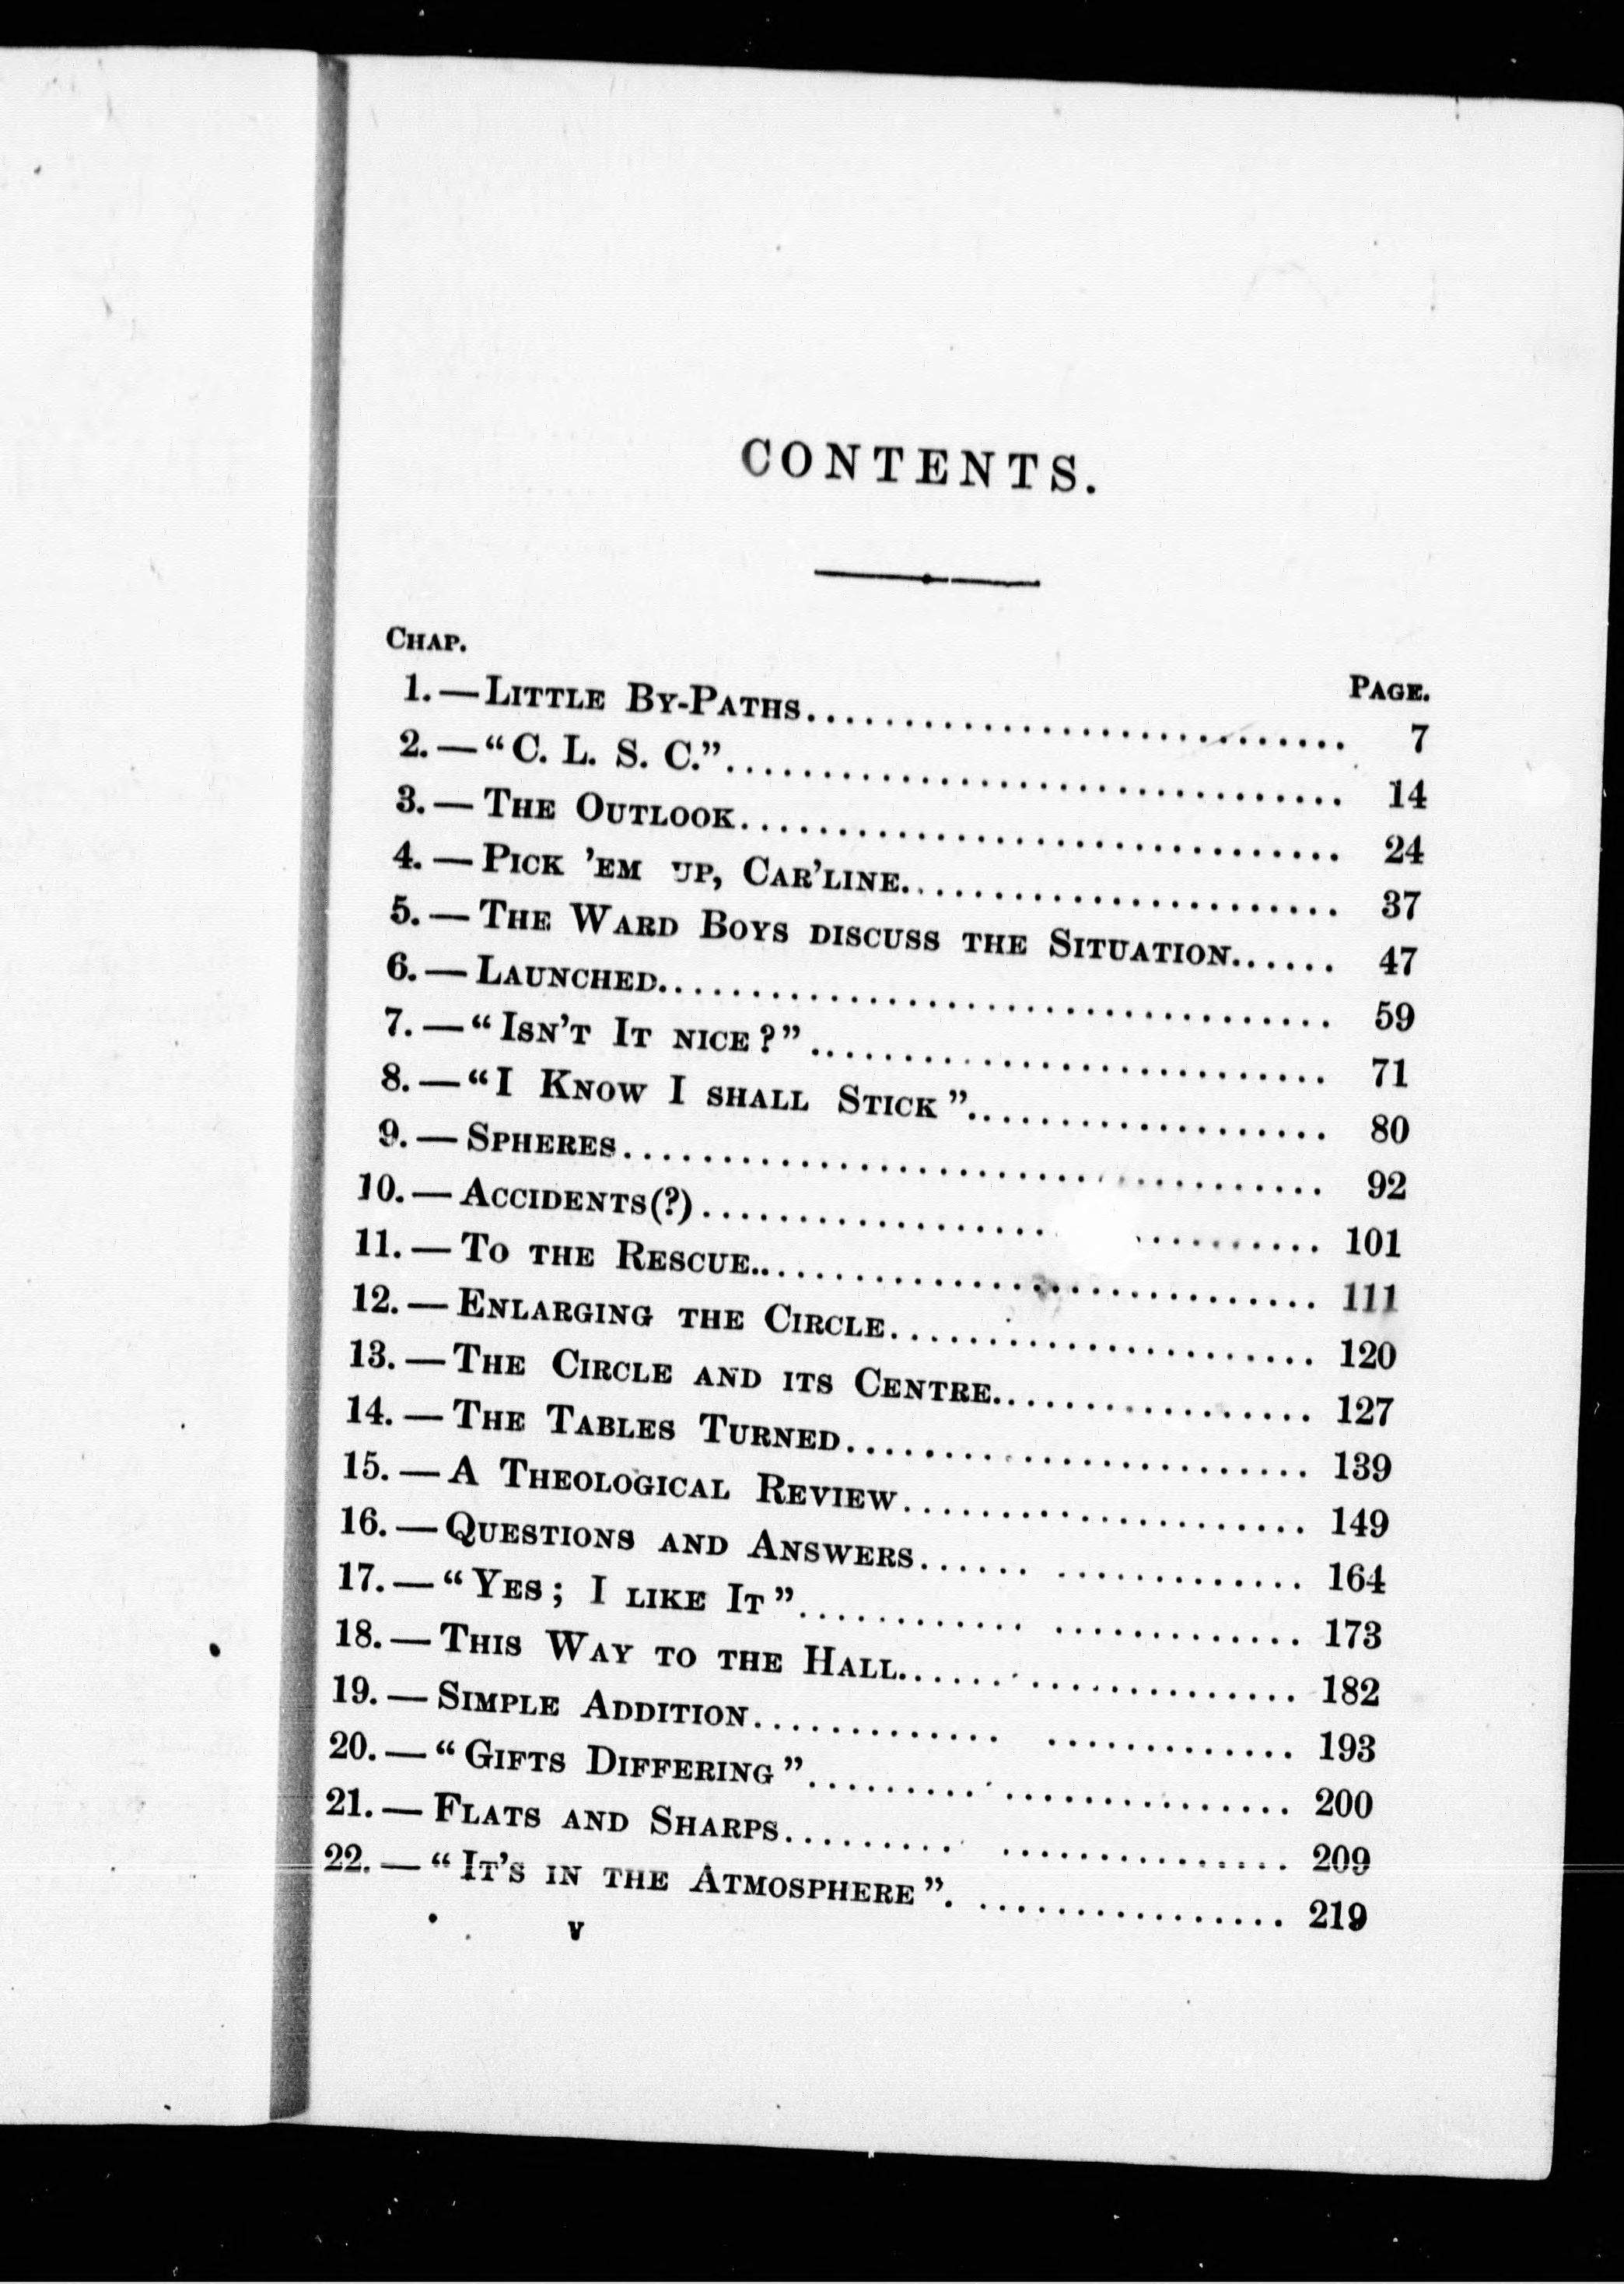 CONTENTS.
CHAP.
PAGE.
1.—LITTLE BY-PATHS........................................ 7
2.—“C. L. S. C.”........................................ 14
3.—THE OUTLOOK........................................ 24
4.—PICK ’EM UP, CAR’LINE........................................ 37
5.—THE WARD BOYS DISCUSS THE SITUATION...... 47
6.—LAUNCHED........................................ 59
7.—“ISN’T IT NICE?”........................................ 71
8.—“I KNOW I SHALL STICK”........................................ 80
9.—SPHERES........................................ 92
10.—ACCIDENTS(?)........................................ 101
11.—TO THE RESCUE........................................ 111
12.—ENLARGING THE CIRCLE........................................ 120
13.—THE CIRCLE AND ITS CENTRE.................... 127
14.—THE TABLES TURNED........................................ 139
15.—A THEOLOGICAL REVIEW........................................ 149
16.—QUESTIONS AND ANSWERS.................... 164
17.—“YES; I LIKE IT”........................................ 173
18.—THIS WAY TO THE HALL.................... 182
19.—SIMPLE ADDITION........................................ 193
20.—“GIFTS DIFFERING”........................................ 200
21.—FLATS AND SHARPS........................................ 209
22.—“IT’S IN THE ATMOSPHERE”. ................ 219
v